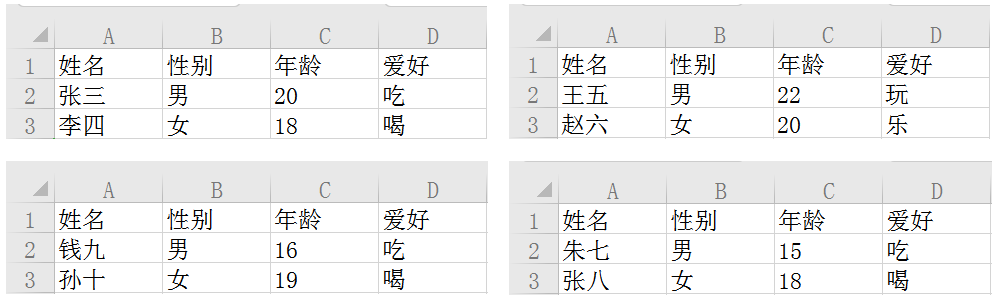 A B C D
1 姓名 性别 年龄 爱好
2 张三 男 20 吃
3 李四 女 18 喝
A B C D
1 姓名 性别 年龄 爱好
2 王五 男 22 玩
3 赵六 女 20 乐
A B C D
1 姓名 性别 年龄 爱好
2 钱九 男 16 吃
3 孙十 女 19 喝
A B C D
1 姓名 性别 年龄 爱好
2 朱七 男 15 吃
3 张八 女 18 喝